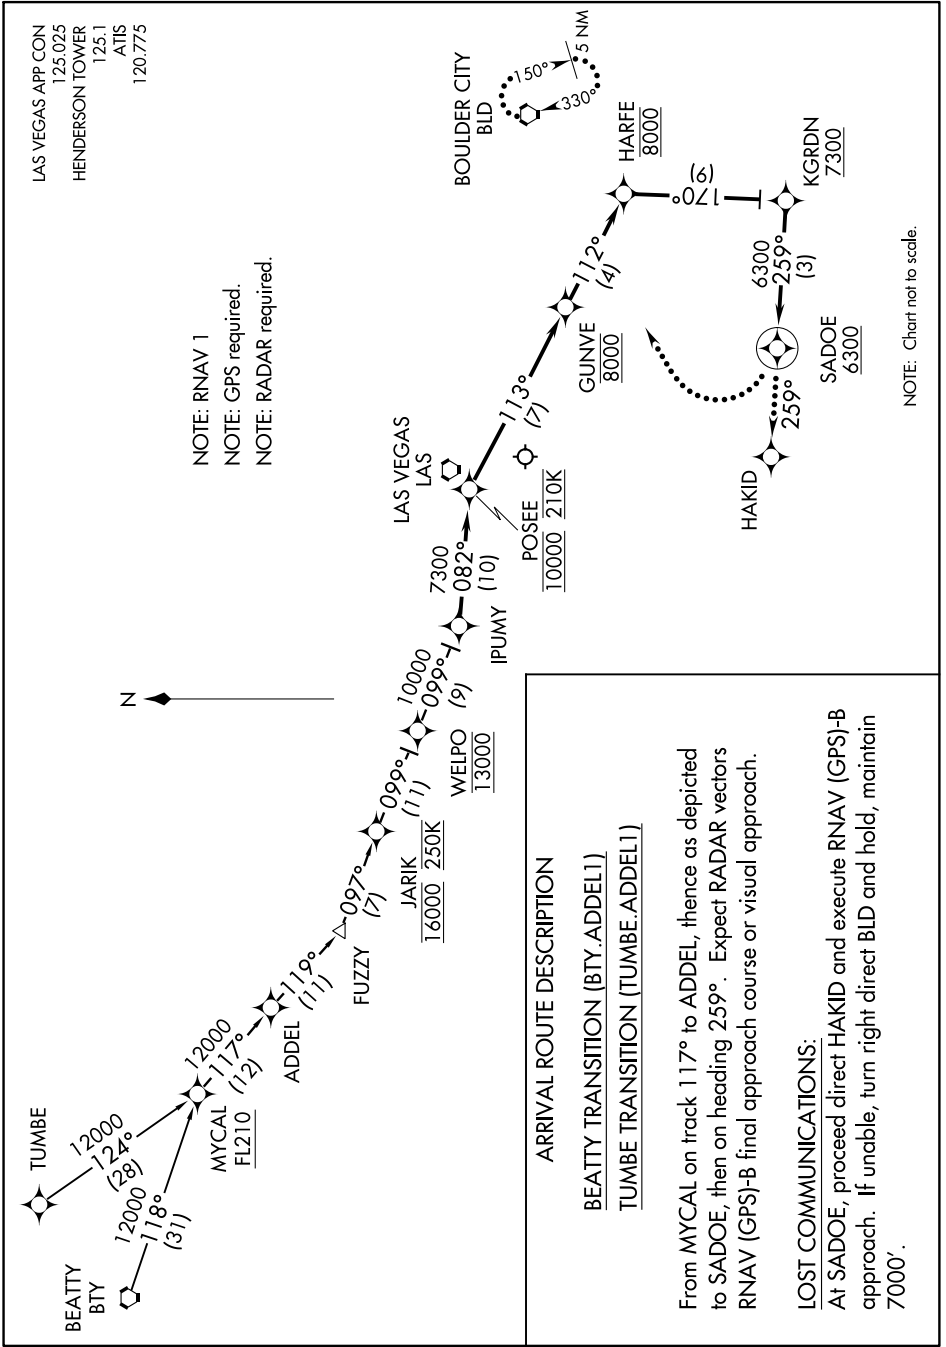 LAS VEGAS APP CON
125.025
HENDERSON TOWER
125.1
ATIS
120.775
NOTE: RNAV 1
NOTE: GPS required.
NOTE: RADAR required.
N
TUMBE
12000
124°
(28)
BEATTY
BTY
12000
118°
(31)
MYCAL
FL210
12000
117°
(12)
ADDEL
119°
(11)
FUZZY
097°
(7)
JARIK
16000 250K
099°
(11)
WELPO
13000
10000
099°
(9)
IPUMY
7300
082°
(10)
LAS VEGAS
LAS
POSEE
10000 210K
113°
(7)
GUNVE
8000
112°
(4)
HARFE
8000
BOULDER CITY
BLD
150°
330°
5 NM
170°
(9)
KGRDN
7300
6300
259°
(3)
SADOE
6300
259°
HAKID
NOTE: Chart not to scale.
ARRIVAL ROUTE DESCRIPTION
BEATTY TRANSITION (BTY.ADDEL1)
TUMBE TRANSITION (TUMBE.ADDEL1)
From MYCAL on track 117° to ADDEL, thence as depicted
to SADOE, then on heading 259°. Expect RADAR vectors
RNAV (GPS)-B final approach course or visual approach.
LOST COMMUNICATIONS:
At SADOE, proceed direct HAKID and execute RNAV (GPS)-B
approach. If unable, turn right direct BLD and hold, maintain
7000'.